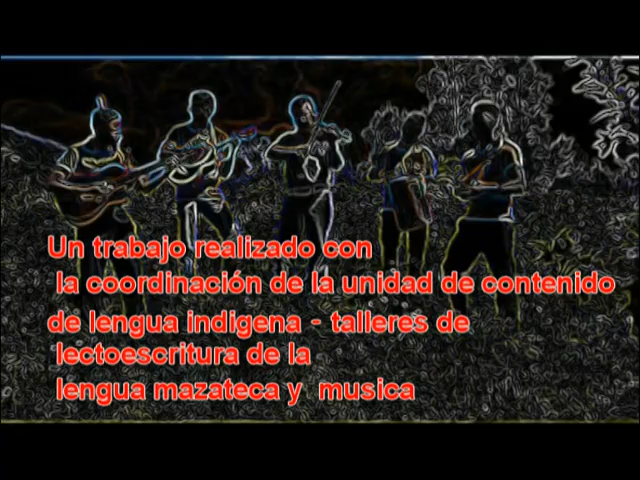 Un trabajo realizado con
la coordinación de la unidad de contenido
de lengua indigena - talleres de
lectoescritura de la
lengua mazateca y musica